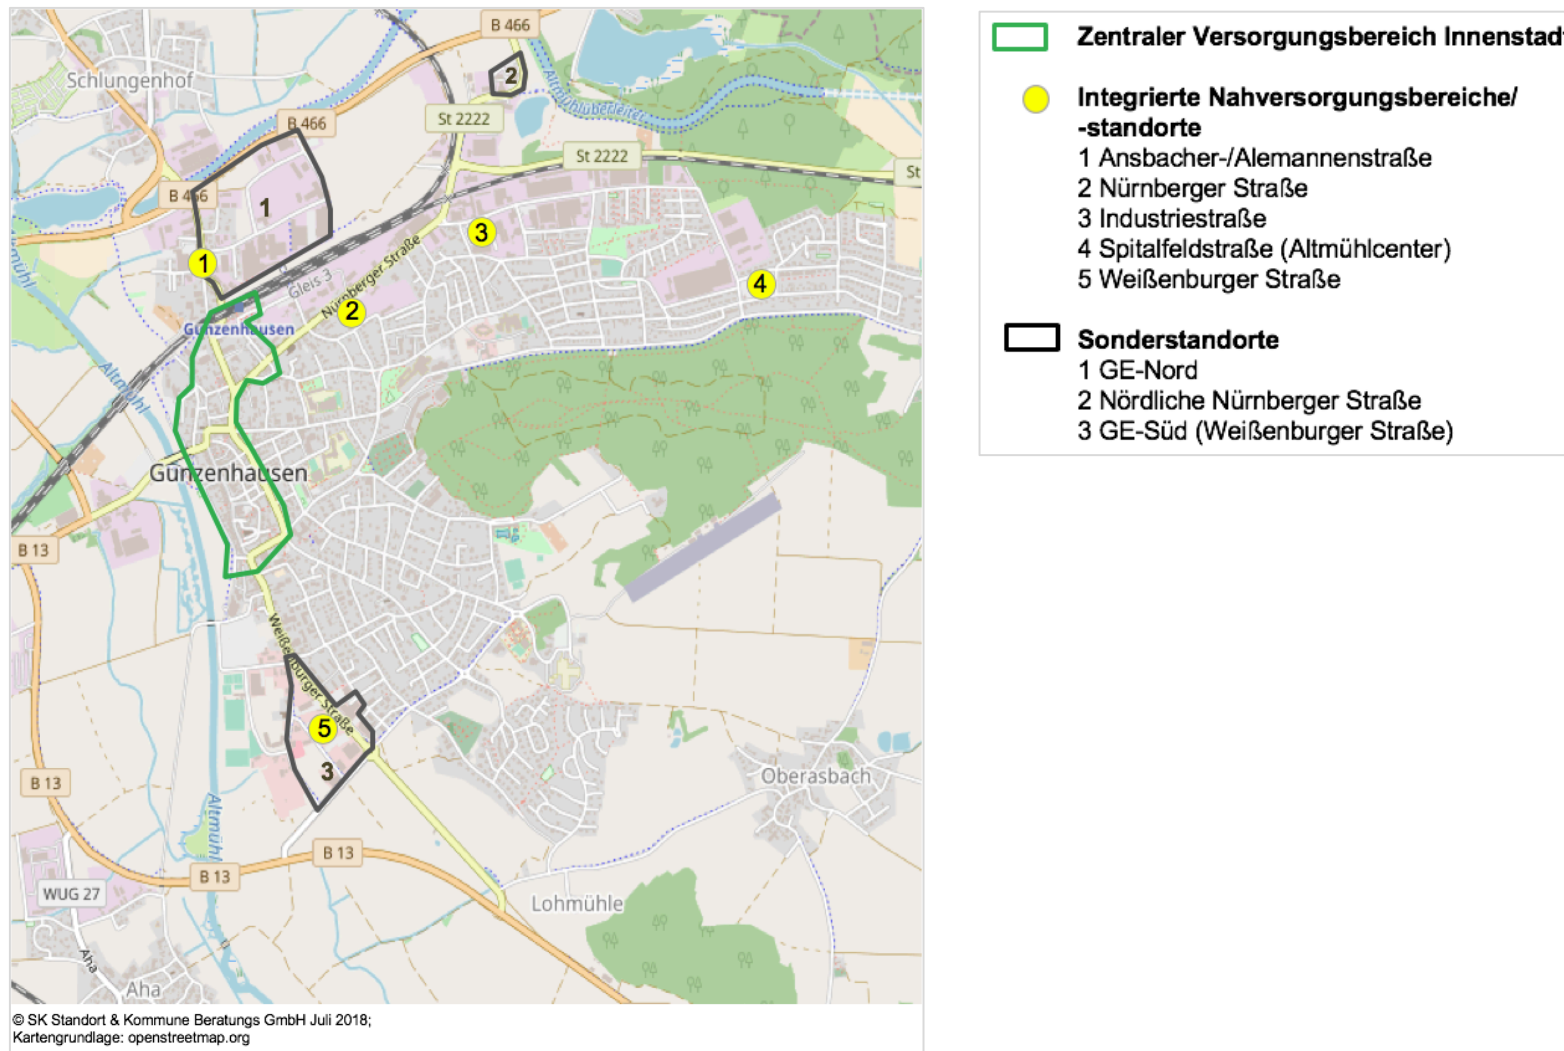 B 466
Schlungenhof
2
Altmühlüberleiter
B 466
St 2222
St 2222
St
B 466
1
3
1
Gleis 3
Nürnberger Straße
4
2
Gunzenhausen
Altmühl
Altmühl
Gunzenhausen
B 13
Weißenburger Straße
5
3
Oberasbach
B 13
Altmühl
B 13
B 13
WUG 27
Lohmühle
Aha
Aha
© SK Standort & Kommune Beratungs GmbH Juli 2018;
Kartengrundlage: openstreetmap.org
Zentraler Versorgungsbereich Innenstad
Integrierte Nahversorgungsbereiche/
-standorte
1 Ansbacher-/Alemannenstraße
2 Nürnberger Straße
3 Industriestraße
4 Spitalfeldstraße (Altmühlcenter)
5 Weißenburger Straße
Sonderstandorte
1 GE-Nord
2 Nördliche Nürnberger Straße
3 GE-Süd (Weißenburger Straße)